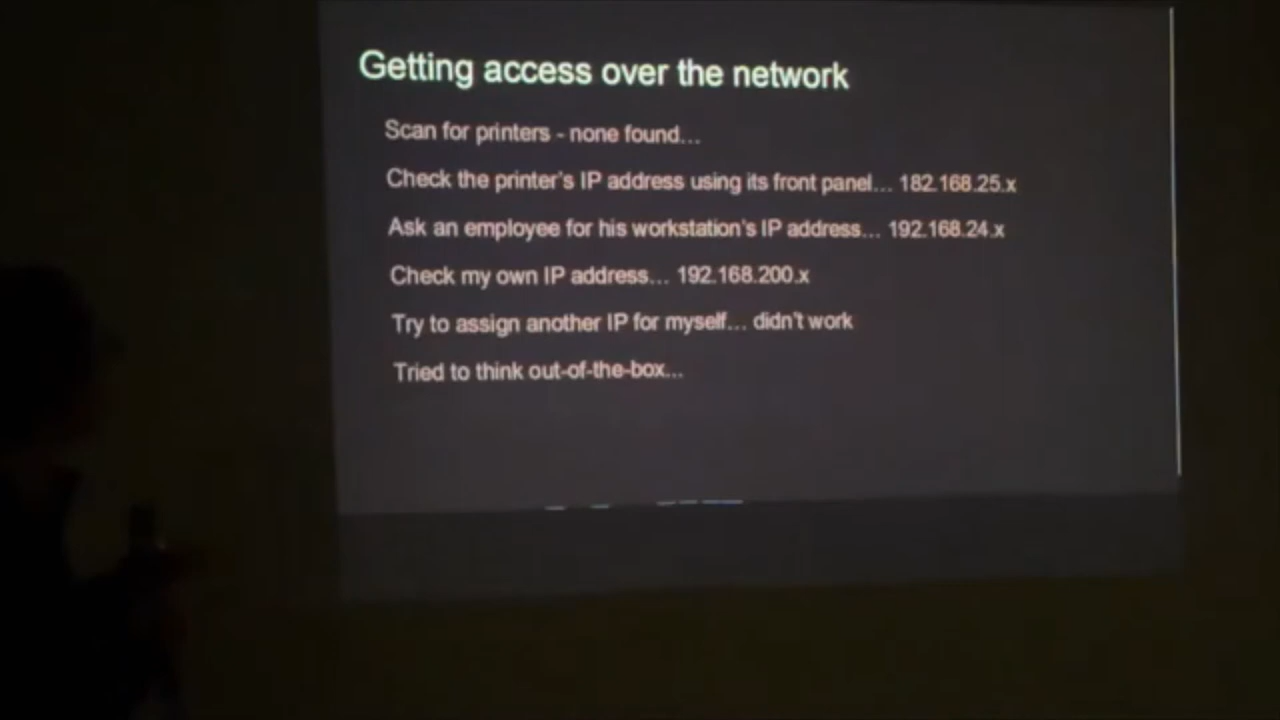 Getting access over the network
Scan for printers - none found...
Check the printer's IP address using its front panel... 182.168.25.x
Ask an employee for his workstation's IP address... 192.168.24.x
Check my own IP address... 192.168.200.x
Try to assign another IP for myself... didn't work
Tried to think out-of-the-box...